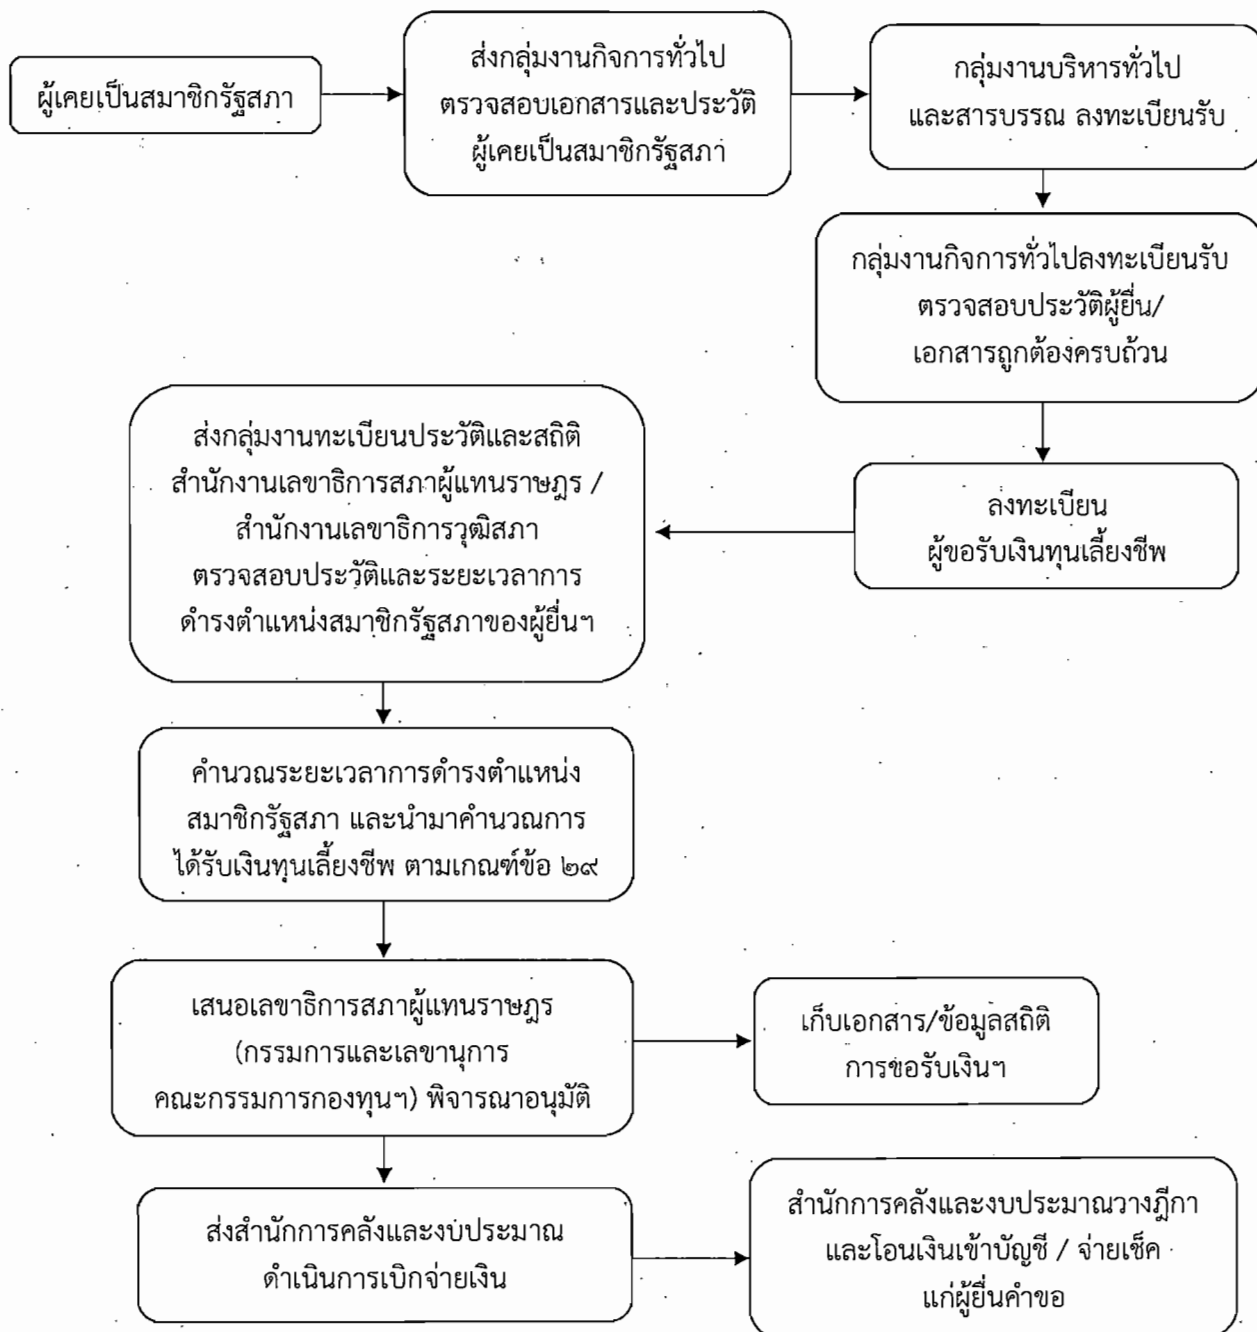 ผู้เคยเป็นสมาชิกรัฐสภา
ส่งกลุ่มงานกิจการทั่วไป
ตรวจสอบเอกสารและประวัติ
ผู้เคยเป็นสมาชิกรัฐสภา
กลุ่มงานบริหารทั่วไป
และสารบรรณ ลงทะเบียนรับ
กลุ่มงานกิจการทั่วไปลงทะเบียนรับ
ตรวจสอบประวัติผู้ยื่น/
เอกสารถูกต้องครบถ้วน
ลงทะเบียน
ผู้ขอรับเงินทุนเลี้ยงชีพ
ส่งกลุ่มงานทะเบียนประวัติและสถิติ
สำนักงานเลขาธิการสภาผู้แทนราษฎร /
สำนักงานเลขาธิการวุฒิสภา
ตรวจสอบประวัติและระยะเวลาการ
ดำรงตำแหน่งสมาชิกรัฐสภาของผู้ยื่นฯ
คำนวณระยะเวลาการดำรงตำแหน่ง
สมาชิกรัฐสภา และนำมาคำนวณการ
ได้รับเงินทุนเลี้ยงชีพ ตามเกณฑ์ข้อ ๒๙
เสนอเลขาธิการสภาผู้แทนราษฎร
(กรรมการและเลขานุการ
คณะกรรมการกองทุนฯ) พิจารณาอนุมัติ
เก็บเอกสาร/ข้อมูลสถิติ
การขอรับเงินฯ
ส่งสำนักการคลังและงบประมาณ
ดำเนินการเบิกจ่ายเงิน
สำนักการคลังและงบประมาณวางฎีกา
และโอนเงินเข้าบัญชี / จ่ายเช็ค
แก่ผู้ยื่นคำขอ